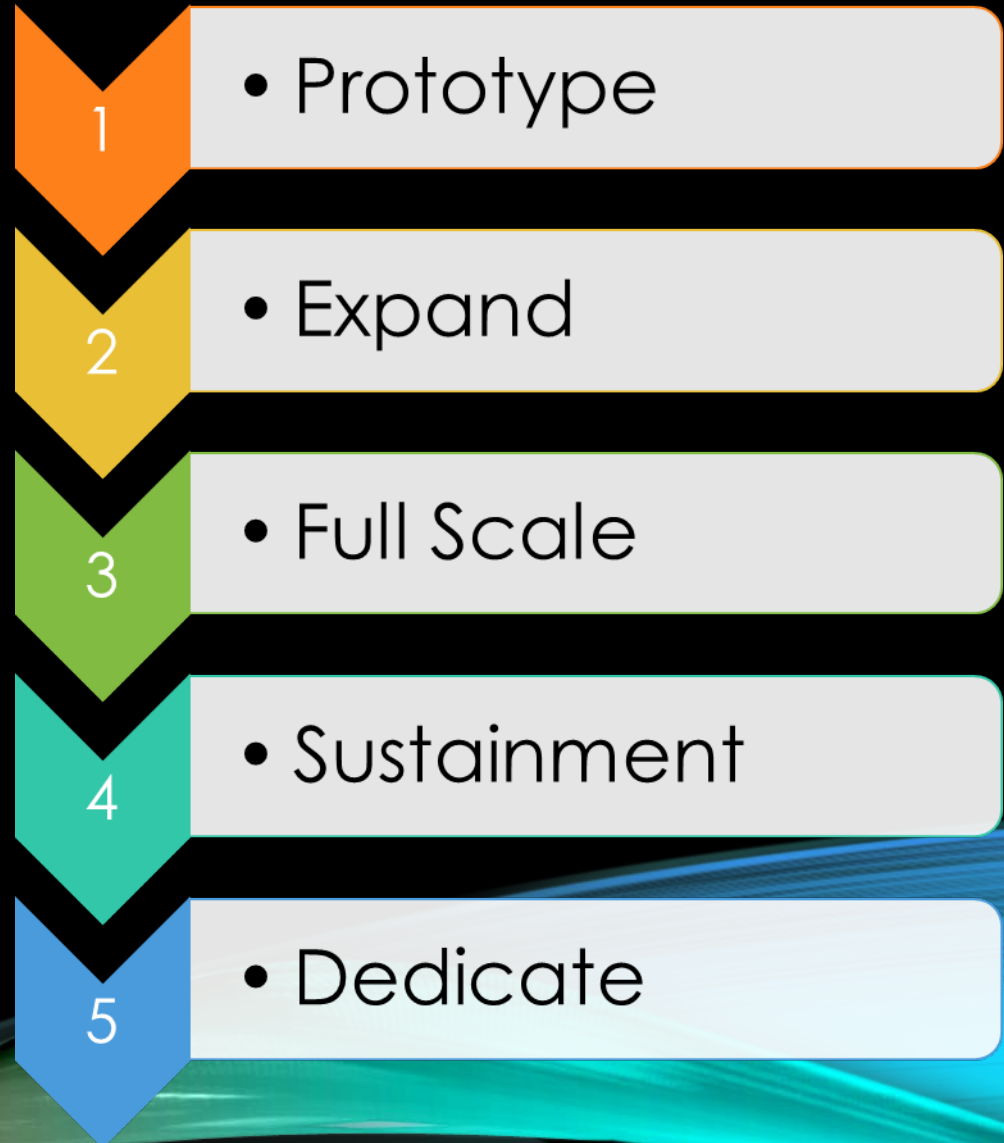 1
• Prototype
2
• Expand
3
• Full Scale
4
• Sustainment
5
• Dedicate